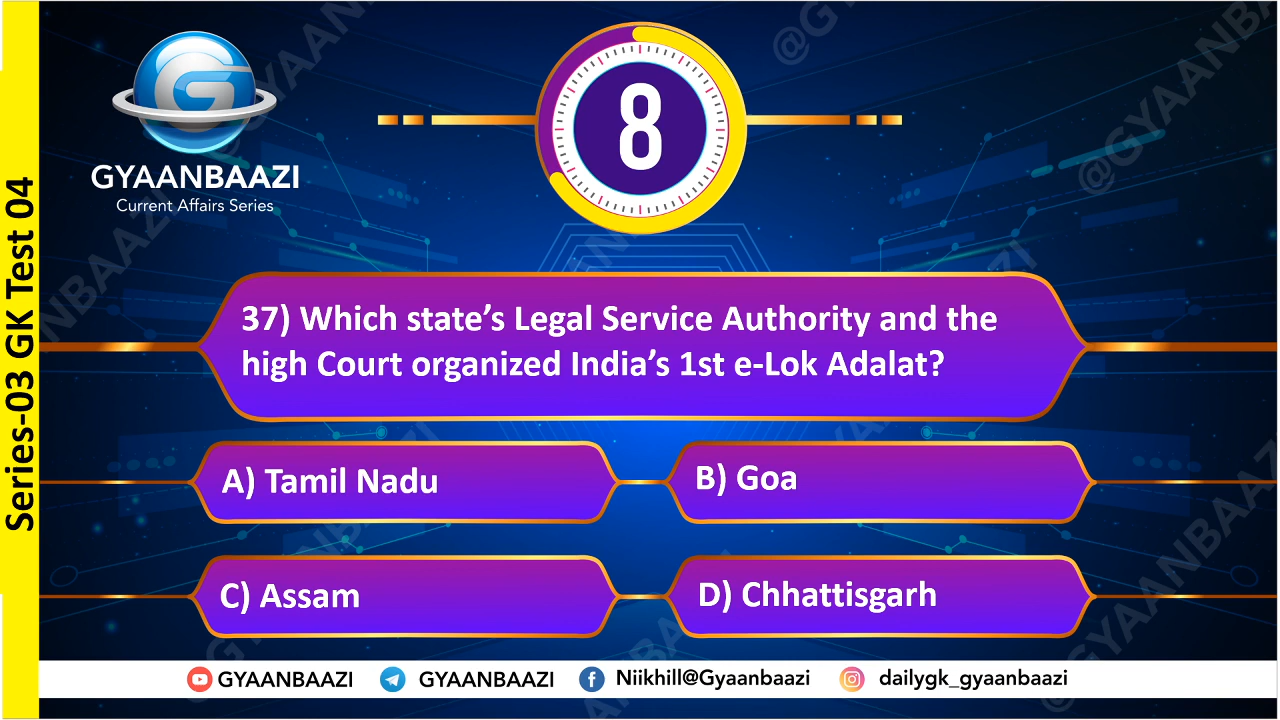 Series-03 GK Test 04
G
GYAANBAAZI
Current Affairs Series
8
37) Which state’s Legal Service Authority and the
high Court organized India’s 1st e-Lok Adalat?
A) Tamil Nadu
B) Goa
C) Assam
D) Chhattisgarh
GYAANBAAZI GYAANBAAZI Niikhill@Gyaanbaazi dailygk_gyaanbaazi
@GYAANBAAZI